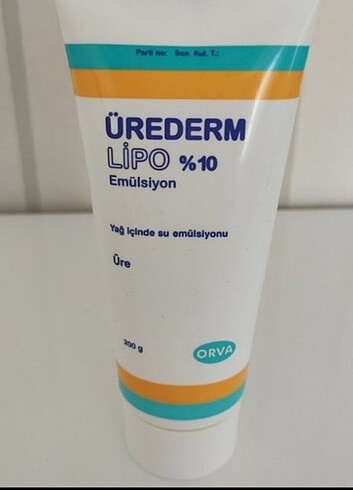 Parti no: Son Kul. T.:
ÜREDERM
LİPO %10
Emülsiyon
Yağ içinde su emülsiyonu
Üre
200 g
ORVA